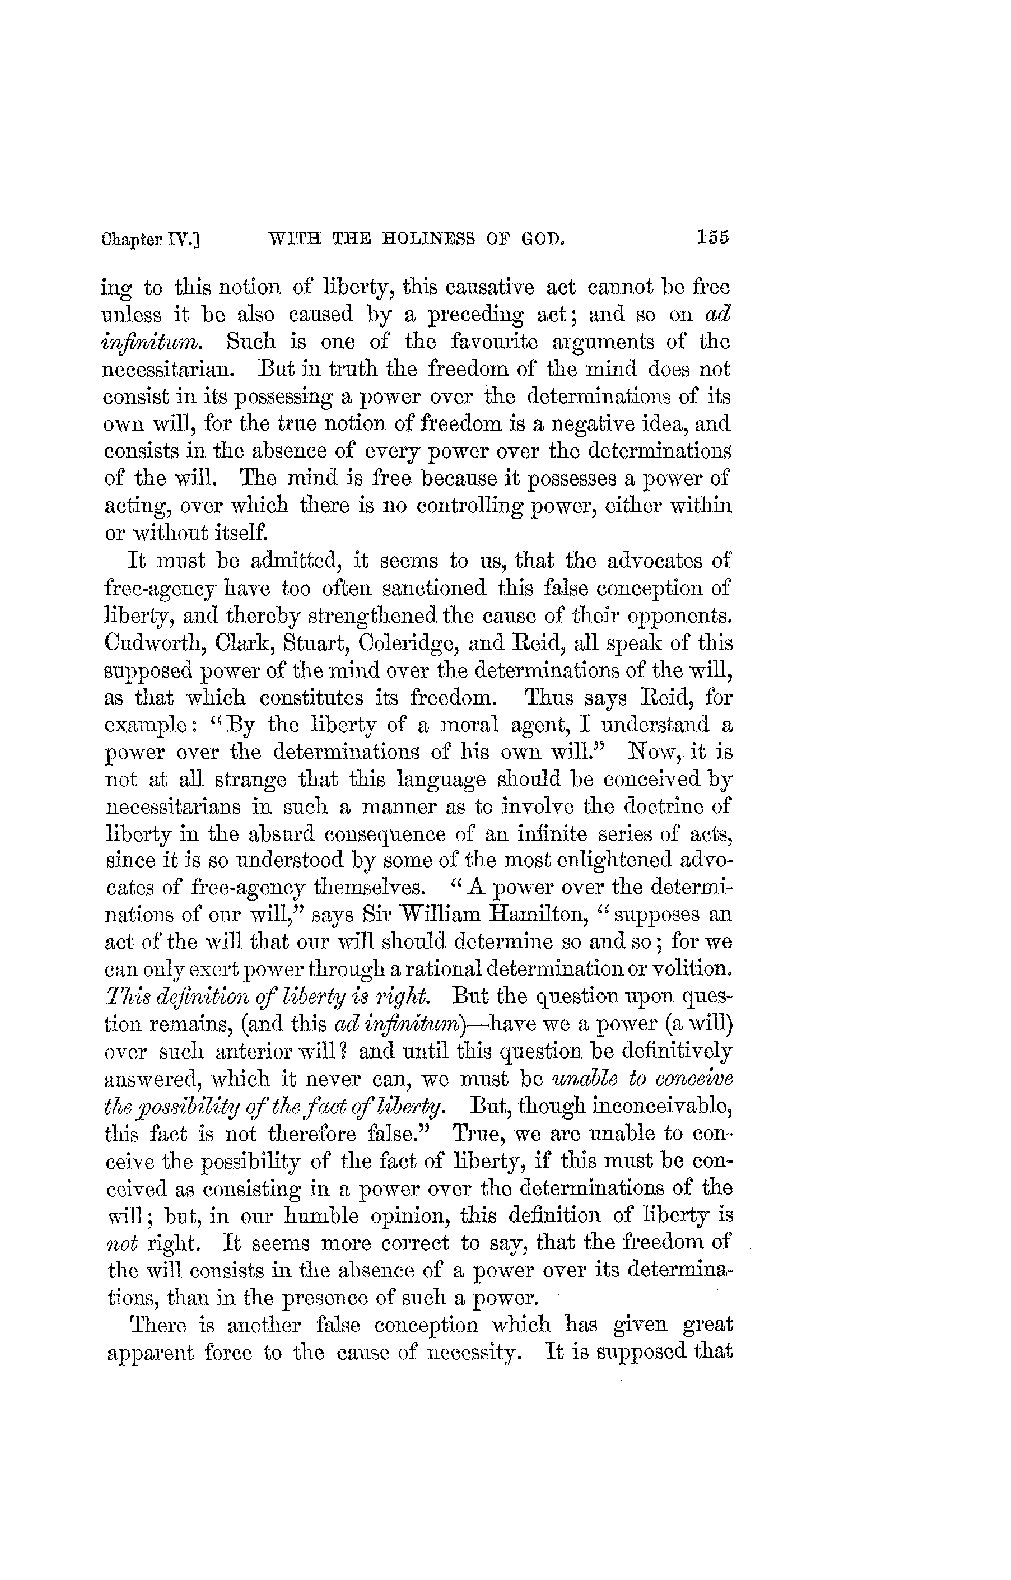 Chapter IV.] WITH THE HOLINESS OF GOD. 155
ing to this notion of liberty, this causative act cannot be free
unless it be also caused by a preceding act; and so on ad
infinitum. Such is one of the favourite arguments of the
necessitarian. But in truth the freedom of the mind does not
consist in its possessing a power over the determinations of its
own will, for the true notion of freedom is a negative idea, and
consists in the absence of every power over the determinations
of the will. The mind is free because it possesses a power of
acting, over which there is no controlling power, either within
or without itself.
It must be admitted, it seems to us, that the advocates of
free-agency have too often sanctioned this false conception of
liberty, and thereby strengthened the cause of their opponents.
Cudworth, Clark, Stuart, Coleridge, and Reid, all speak of this
supposed power of the mind over the determinations of the will,
as that which constitutes its freedom. Thus says Reid, for
example: “By the liberty of a moral agent, I understand a
power over the determinations of his own will.” Now, it is
not at all strange that this language should be conceived by
necessitarians in such a manner as to involve the doctrine of
liberty in the absurd consequence of an infinite series of acts,
since it is so understood by some of the most enlightened advo-
cates of free-agency themselves. “A power over the determi-
nations of our will,” says Sir William Hamilton, “supposes an
act of the will that our will should determine so and so; for we
can only exert power through a rational determination or volition.
This definition of liberty is right. But the question upon ques-
tion remains, (and this ad infinitum)—have we a power (a will)
over such anterior will? and until this question be definitively
answered, which it never can, we must be unable to conceive
the possibility of the fact of liberty. But, though inconceivable,
this fact is not therefore false.” True, we are unable to con-
ceive the possibility of the fact of liberty, if this must be con-
ceived as consisting in a power over the determinations of the
will; but, in our humble opinion, this definition of liberty is
not right. It seems more correct to say, that the freedom of
the will consists in the absence of a power over its determina-
tions, than in the presence of such a power.
There is another false conception which has given great
apparent force to the cause of necessity. It is supposed that